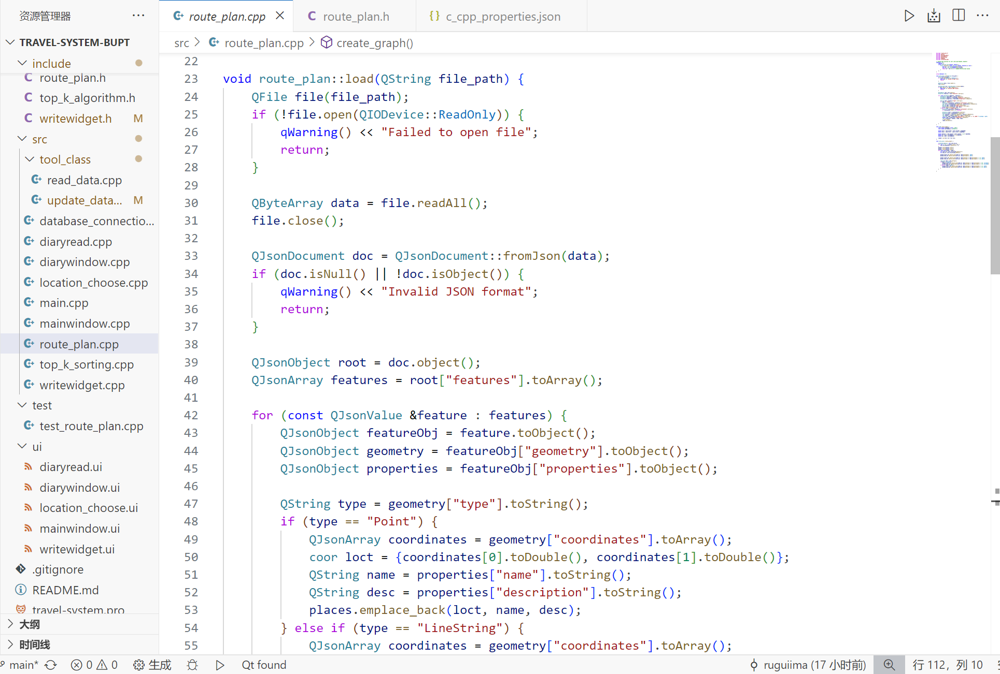 资源管理器 ···
TRAVEL-SYSTEM-BUPT
include
route_plan.h
top_k_algorithm.h
writewidget.h M
src
tool_class
read_data.cpp
update_data... M
database_connectio...
diaryread.cpp
diarywindow.cpp
location_choose.cpp
main.cpp
mainwindow.cpp
route_plan.cpp
top_k_sorting.cpp
writewidget.cpp
test
test_route_plan.cpp
ui
diaryread.ui
diarywindow.ui
location_choose.ui
mainwindow.ui
writewidget.ui
.gitignore
README.md
travel-system.pro
大纲
时间线
route_plan.cpp
route_plan.h
c_cpp_properties.json
src > route_plan.cpp > create_graph()
22
23 void route_plan::load(QString file_path) {
24 QFile file(file_path);
25 if (!file.open(QIODevice::ReadOnly)) {
26 qWarning() << "Failed to open file";
27 return;
28 }
29
30 QByteArray data = file.readAll();
31 file.close();
32
33 QJsonDocument doc = QJsonDocument::fromJson(data);
34 if (doc.isNull() || !doc.isObject()) {
35 qWarning() << "Invalid JSON format";
36 return;
37 }
38
39 QJsonObject root = doc.object();
40 QJsonArray features = root["features"].toArray();
41
42 for (const QJsonValue &feature : features) {
43 QJsonObject featureObj = feature.toObject();
44 QJsonObject geometry = featureObj["geometry"].toObject();
45 QJsonObject properties = featureObj["properties"].toObject();
46
47 QString type = geometry["type"].toString();
48 if (type == "Point") {
49 QJsonArray coordinates = geometry["coordinates"].toArray();
50 coor loct = {coordinates[0].toDouble(), coordinates[1].toDouble()};
51 QString name = properties["name"].toString();
52 QString desc = properties["description"].toString();
53 places.emplace_back(loct, name, desc);
54 } else if (type == "LineString") {
55 QJsonArray coordinates = geometry["coordinates"].toArray();
main* 0 0 生成 Qt found ruguiima (17 小时前) 行 112, 列 10